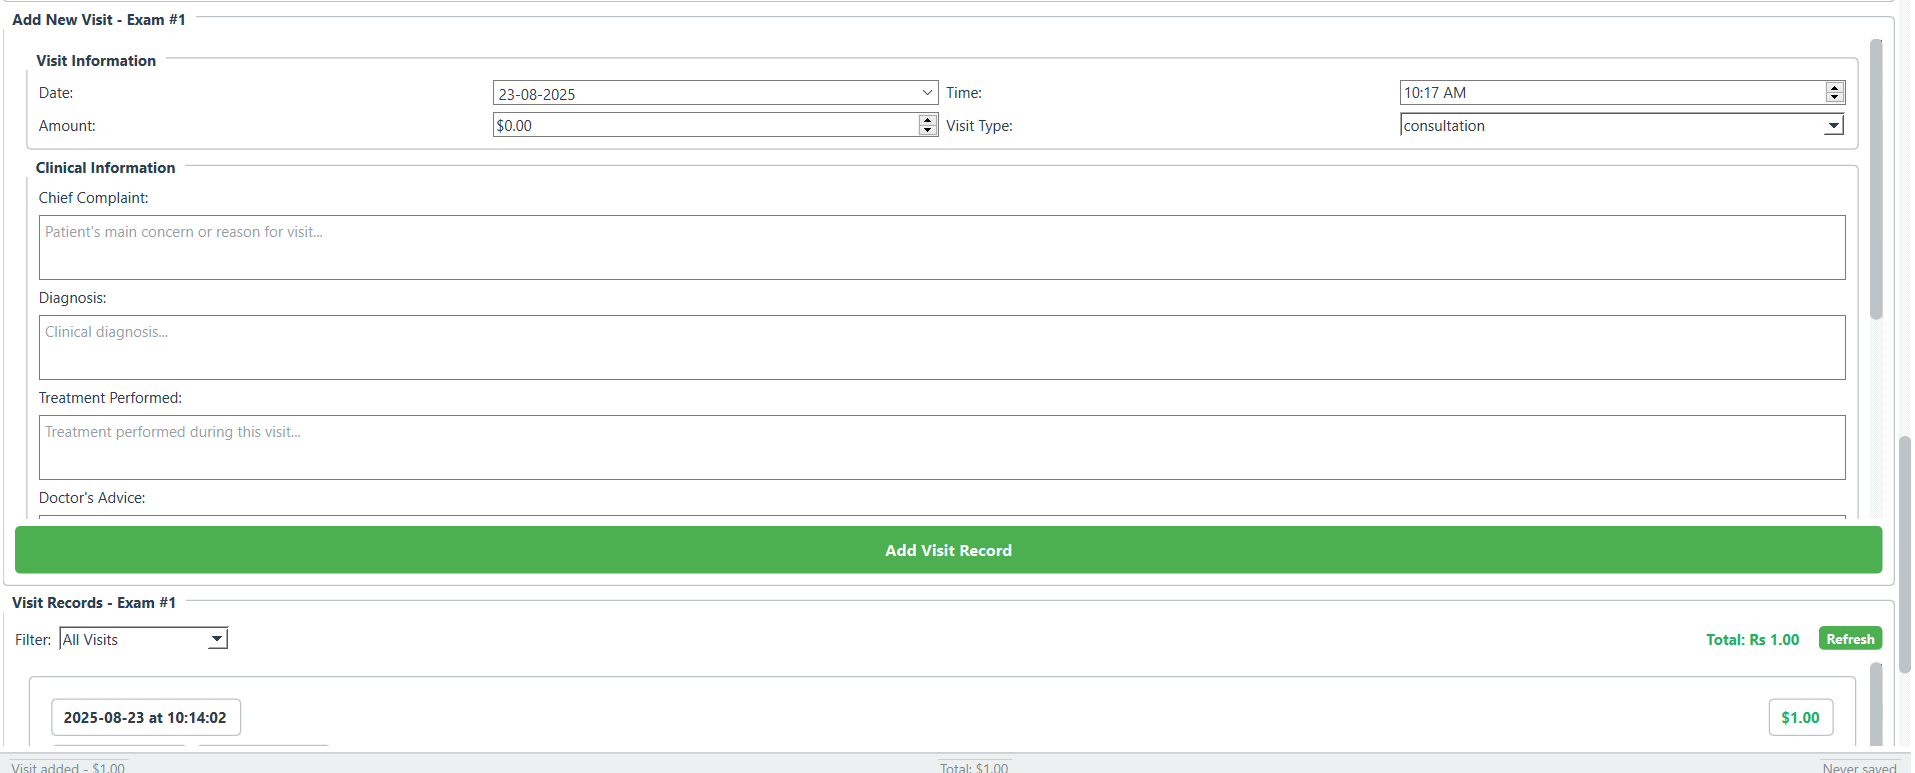 Add New Visit - Exam #1
Visit Information
Date: 23-08-2025 Time: 10:17 AM
Amount: $0.00 Visit Type: consultation
Clinical Information
Chief Complaint:
Patient's main concern or reason for visit...
Diagnosis:
Clinical diagnosis...
Treatment Performed:
Treatment performed during this visit...
Doctor's Advice:
Add Visit Record
Visit Records - Exam #1
Filter: All Visits Total: Rs 1.00 Refresh
2025-08-23 at 10:14:02 $1.00
Visit added - $1.00 Total: $1.00 Never saved